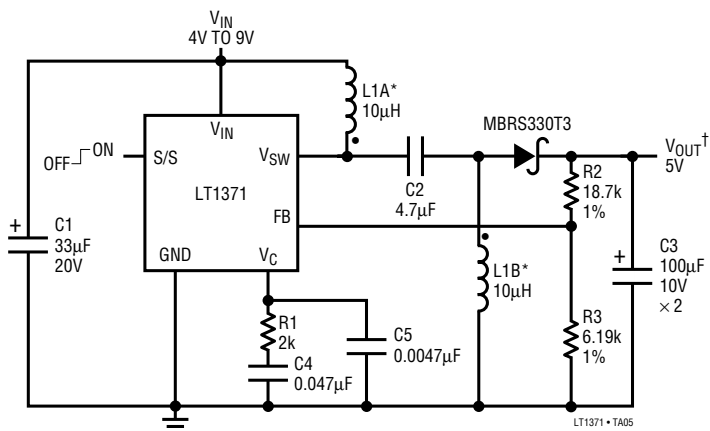 VIN
4V TO 9V
L1A*
10µH
MBRS330T3
VOUT†
5V
VIN
OFF ON
S/S
VSW
LT1371
C2
4.7µF
R2
18.7k
1%
FB
C1
33µF
20V
+
GND
VC
L1B*
10µH
C3
100µF
10V
× 2
+
R1
2k
C4
0.047µF
C5
0.0047µF
R3
6.19k
1%
LT1371 • TA05